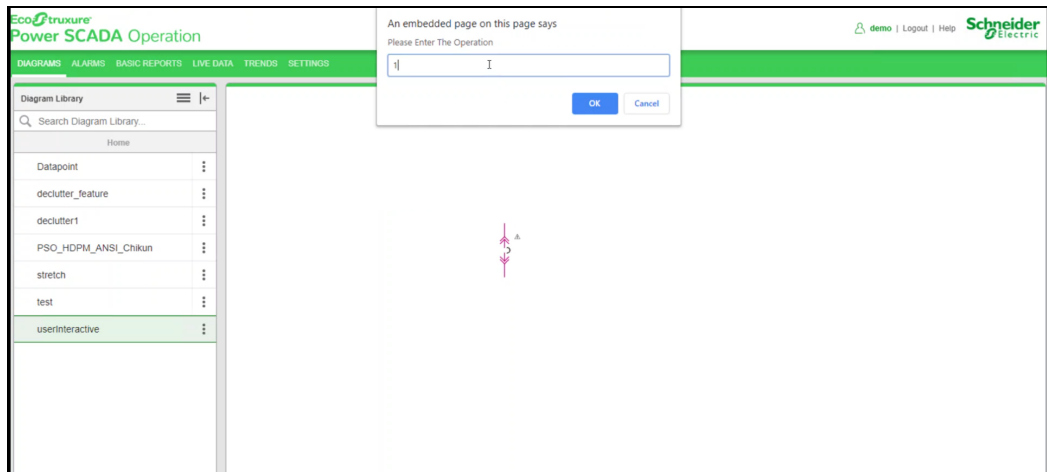 EcoStruxure
Power SCADA Operation
An embedded page on this page says
Please Enter The Operation
1
OK Cancel
demo | Logout | Help
Schneider
Electric
DIAGRAMS ALARMS BASIC REPORTS LIVE DATA TRENDS SETTINGS
Diagram Library
Search Diagram Library...
Home
Datapoint
declutter_feature
declutter1
PSO_HDPM_ANSI_Chikun
stretch
test
userInteractive